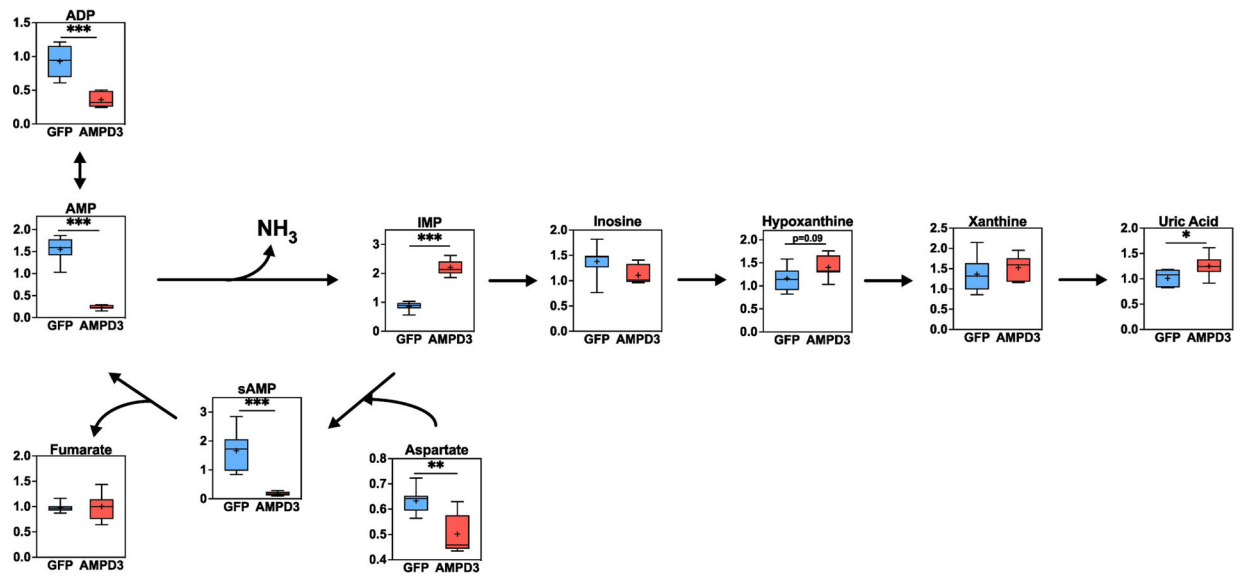 ADP
***
1.5
1.0
0.5
0.0
GFP AMPD3
AMP
***
2.0
1.5
1.0
0.5
0.0
GFP AMPD3
NH3
IMP
***
3
2
1
0
GFP AMPD3
Inosine
2.0
1.5
1.0
0.5
0.0
GFP AMPD3
Hypoxanthine
p=0.09
2.0
1.5
1.0
0.5
0.0
GFP AMPD3
Xanthine
2.5
2.0
1.5
1.0
0.5
0.0
GFP AMPD3
Uric Acid
*
2.0
1.5
1.0
0.5
0.0
GFP AMPD3
Fumarate
2.0
1.5
1.0
0.5
0.0
GFP AMPD3
sAMP
***
3
2
1
0
GFP AMPD3
Aspartate
**
0.8
0.7
0.6
0.5
0.4
GFP AMPD3